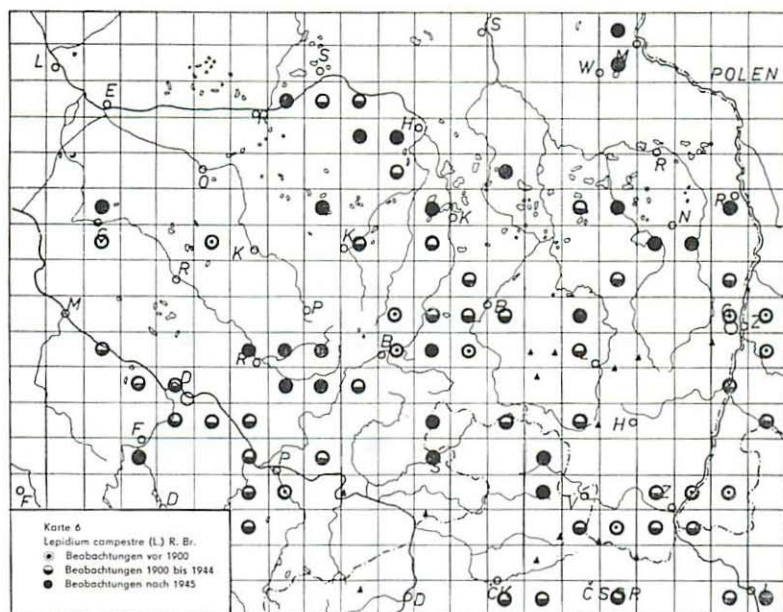 L
E
R
S
S
W
M
POLEN
H
O
R
K
G
K
K
N
R
R
M
P
B
B
G
Z
R
L
D
F
P
H
S
F
D
Z
D
ČSSR
Karte 6
Lepidium campestre (L.) R. Br.
Beobachtungen vor 1900
Beobachtungen 1900 bis 1944
Beobachtungen nach 1945